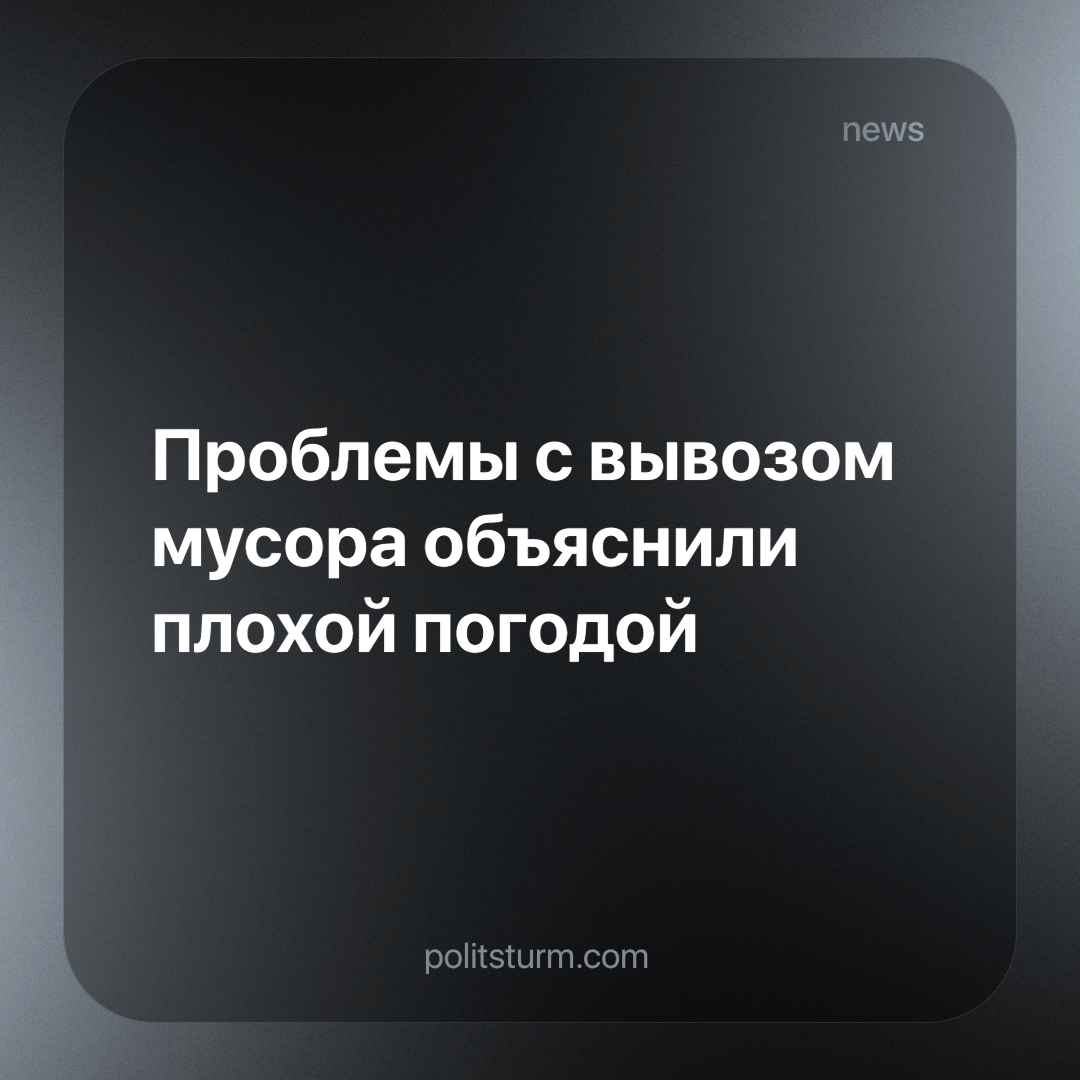 news
Проблемы с вывозом
мусора объяснили
плохой погодой
politsturm.com